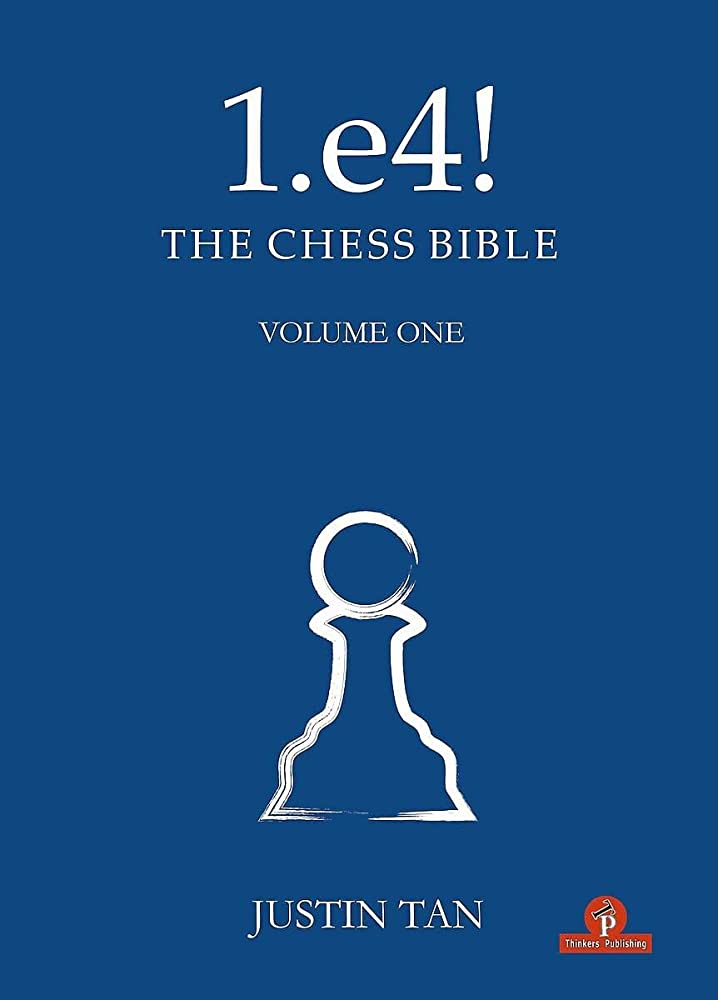 1.e4!
THE CHESS BIBLE
VOLUME ONE
JUSTIN TAN
P
Thinkers Publishing